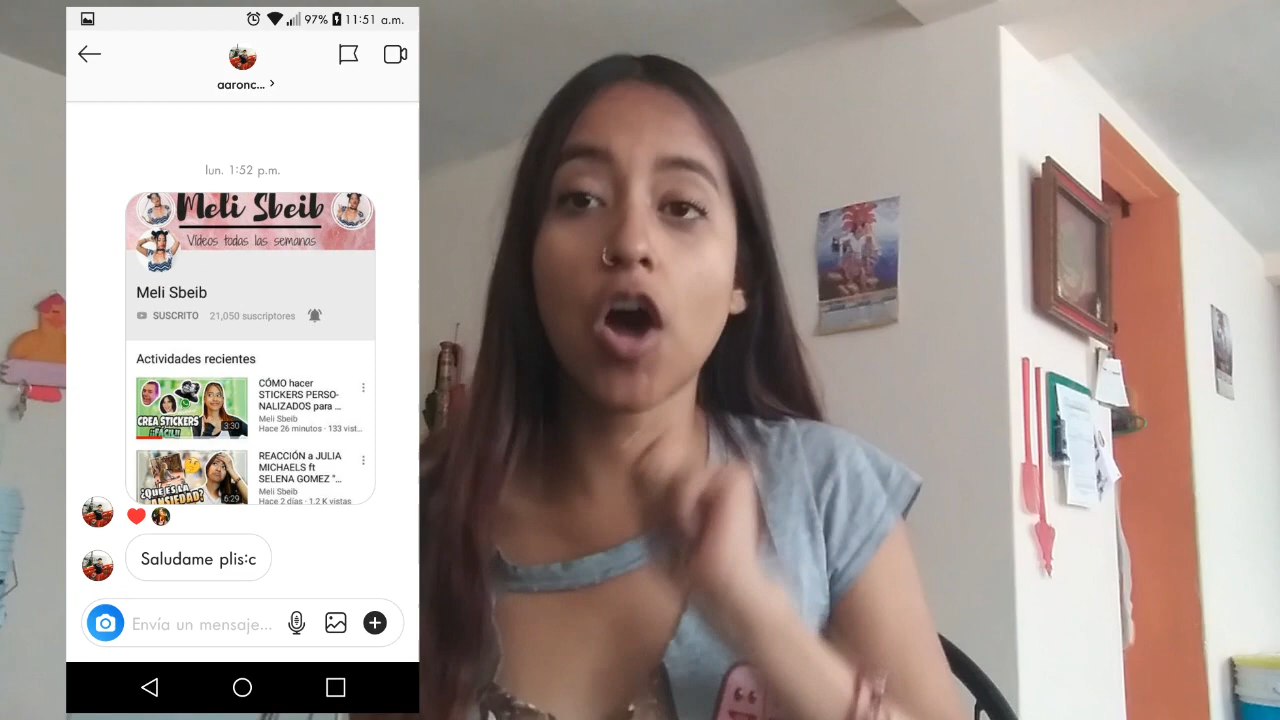 97% 11:51 a.m.
aaronc... >
lun. 1:52 p.m.
Meli Sbeib
Vídeos todas las semanas
Meli Sbeib
SUSCRITO 21,050 suscriptores
Actividades recientes
CÓMO hacer
STICKERS PERSO-
NALIZADOS para ...
Meli Sbeib
Hace 26 minutos · 133 vist...
CREA STICKERS
¡¡FÁCIL!!
3:30
REACCIÓN a JULIA
MICHAELS ft
SELENA GOMEZ "...
Meli Sbeib
Hace 2 días · 1.2 K vistas
¿QUE ES LA
ANSIEDAD?
6:29
Saludame plis:c
Envía un mensaje...